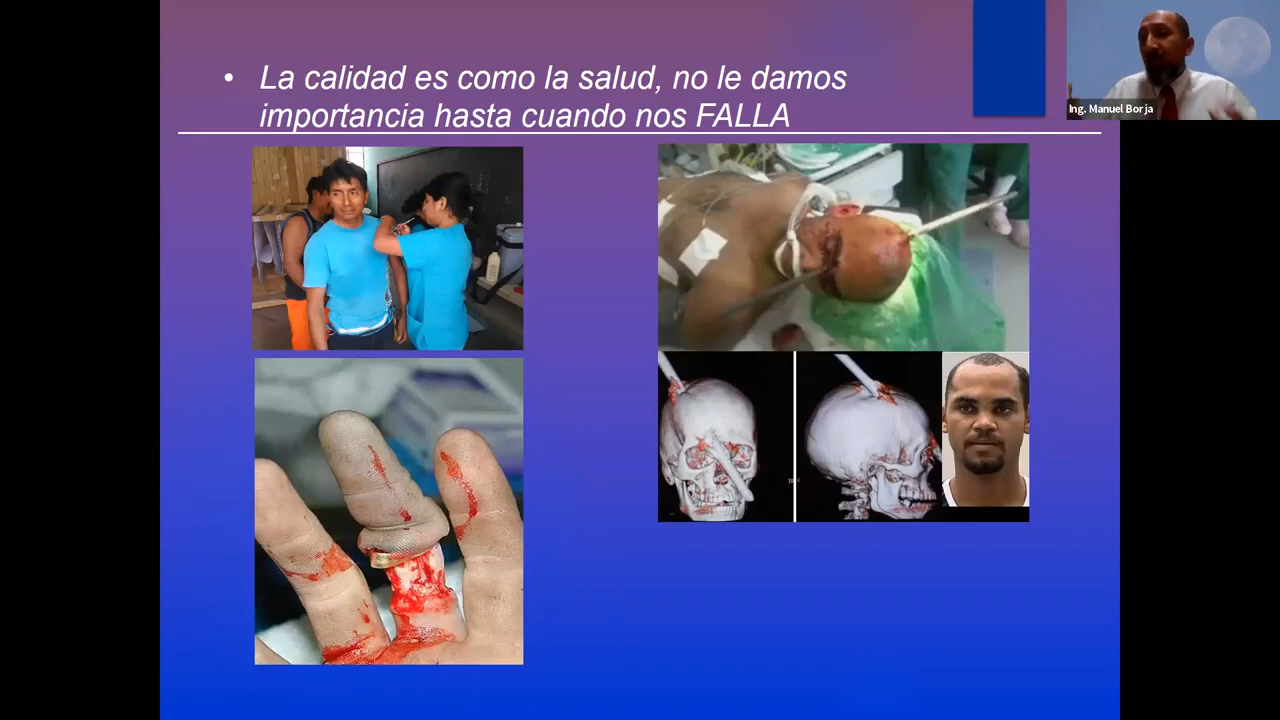 • La calidad es como la salud, no le damos
importancia hasta cuando nos FALLA
Ing. Manuel Borja